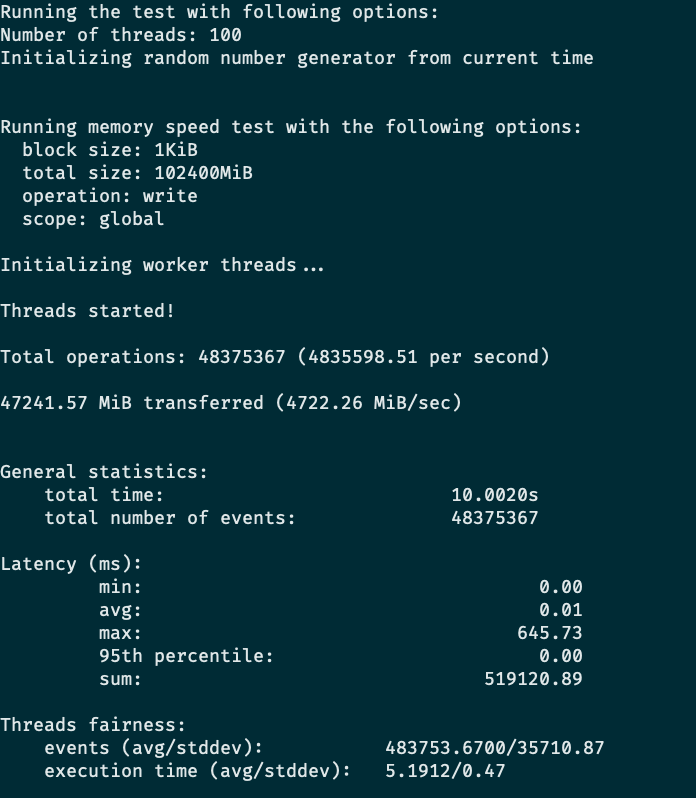 Running the test with following options:
Number of threads: 100
Initializing random number generator from current time
Running memory speed test with the following options:
block size: 1KiB
total size: 102400MiB
operation: write
scope: global
Initializing worker threads...
Threads started!
Total operations: 48375367 (4835598.51 per second)
47241.57 MiB transferred (4722.26 MiB/sec)
General statistics:
total time: 10.0020s
total number of events: 48375367
Latency (ms):
min: 0.00
avg: 0.01
max: 645.73
95th percentile: 0.00
sum: 519120.89
Threads fairness:
events (avg/stddev): 483753.6700/35710.87
execution time (avg/stddev): 5.1912/0.47